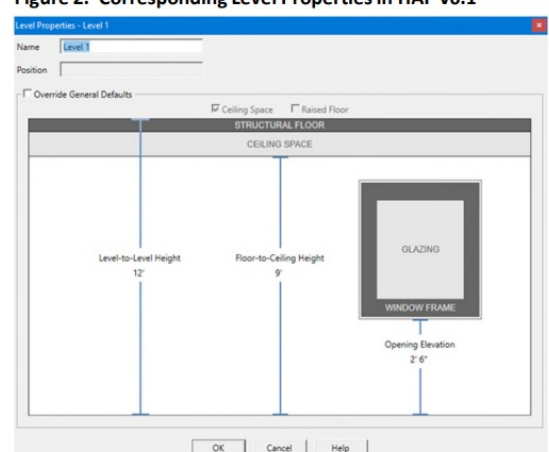 Figure 2. Corresponding Level Properties in HAP v6.1
Level Properties - Level 1
Name Level 1
Position
Override General Defaults
Ceiling Space Raised Floor
STRUCTURAL FLOOR
CEILING SPACE
GLAZING
Level-to-Level Height Floor-to-Ceiling Height
12' 9'
WINDOW FRAME
Opening Elevation
2' 6"
OK Cancel Help